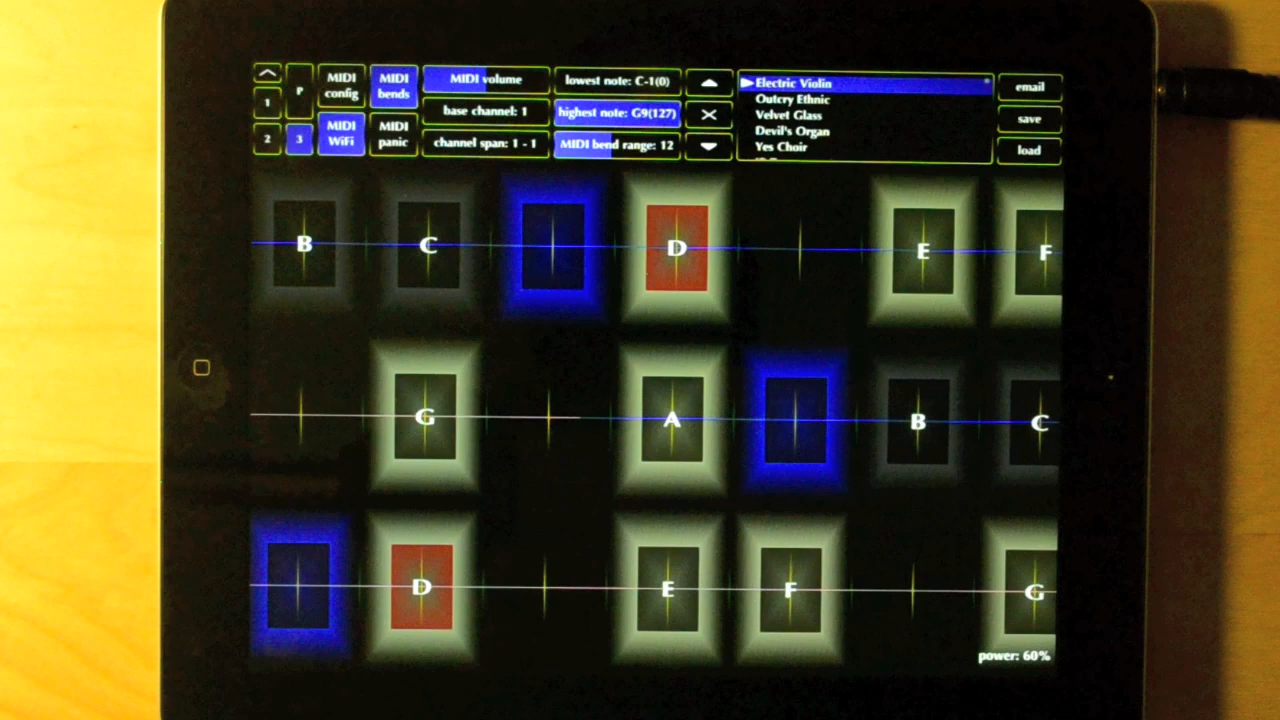 MIDI config
MIDI bends
MIDI volume
lowest note: C-1(0)
Electric Violin
email
1
P
base channel: 1
highest note: G9(127)
Outcry Ethnic
Velvet Glass
save
2
3
MIDI WiFi
MIDI panic
channel span: 1 - 1
MIDI bend range: 12
Devil's Organ
Yes Choir
load
B C D E F
G A B C
D E F G
power: 60%